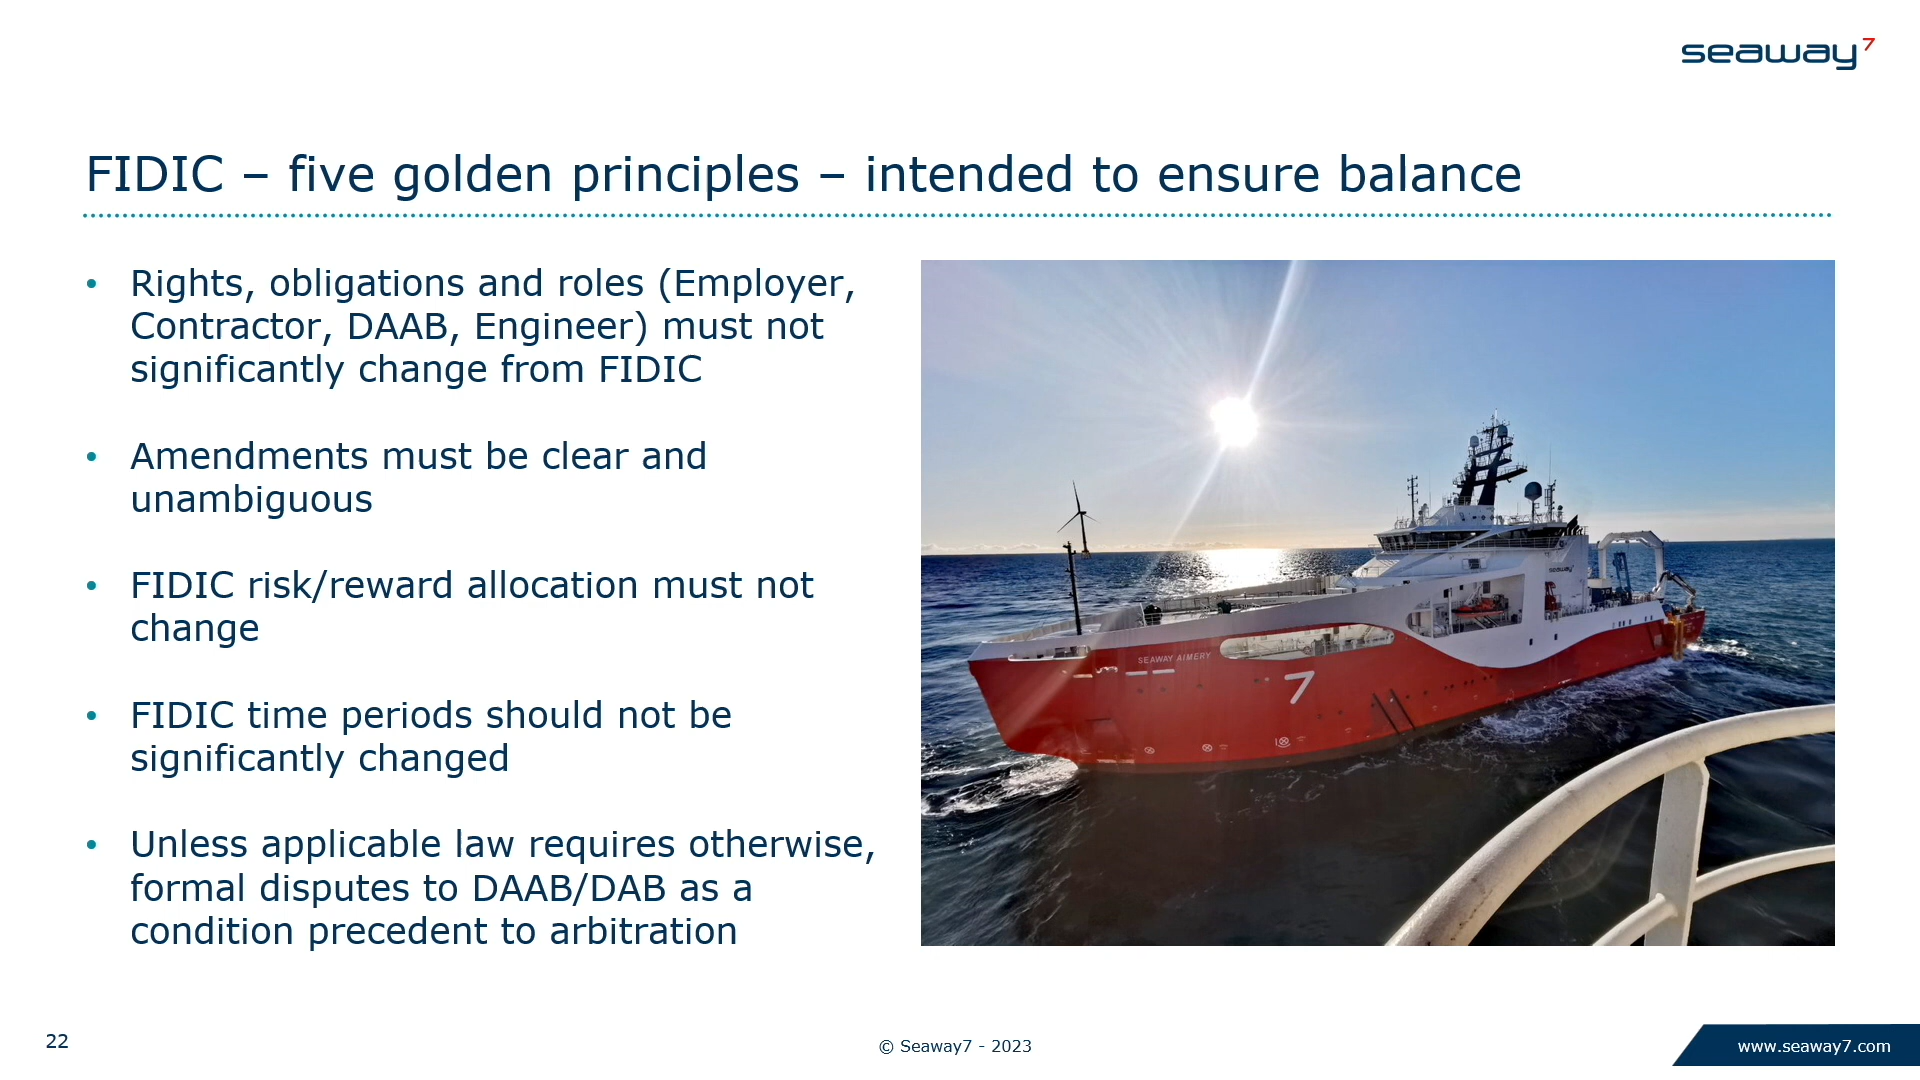 seaway7
FIDIC – five golden principles – intended to ensure balance
• Rights, obligations and roles (Employer,
Contractor, DAAB, Engineer) must not
significantly change from FIDIC
• Amendments must be clear and
unambiguous
• FIDIC risk/reward allocation must not
change
• FIDIC time periods should not be
significantly changed
• Unless applicable law requires otherwise,
formal disputes to DAAB/DAB as a
condition precedent to arbitration
seaway7
SEAWAY AIMERY
7
22
© Seaway7 - 2023
www.seaway7.com